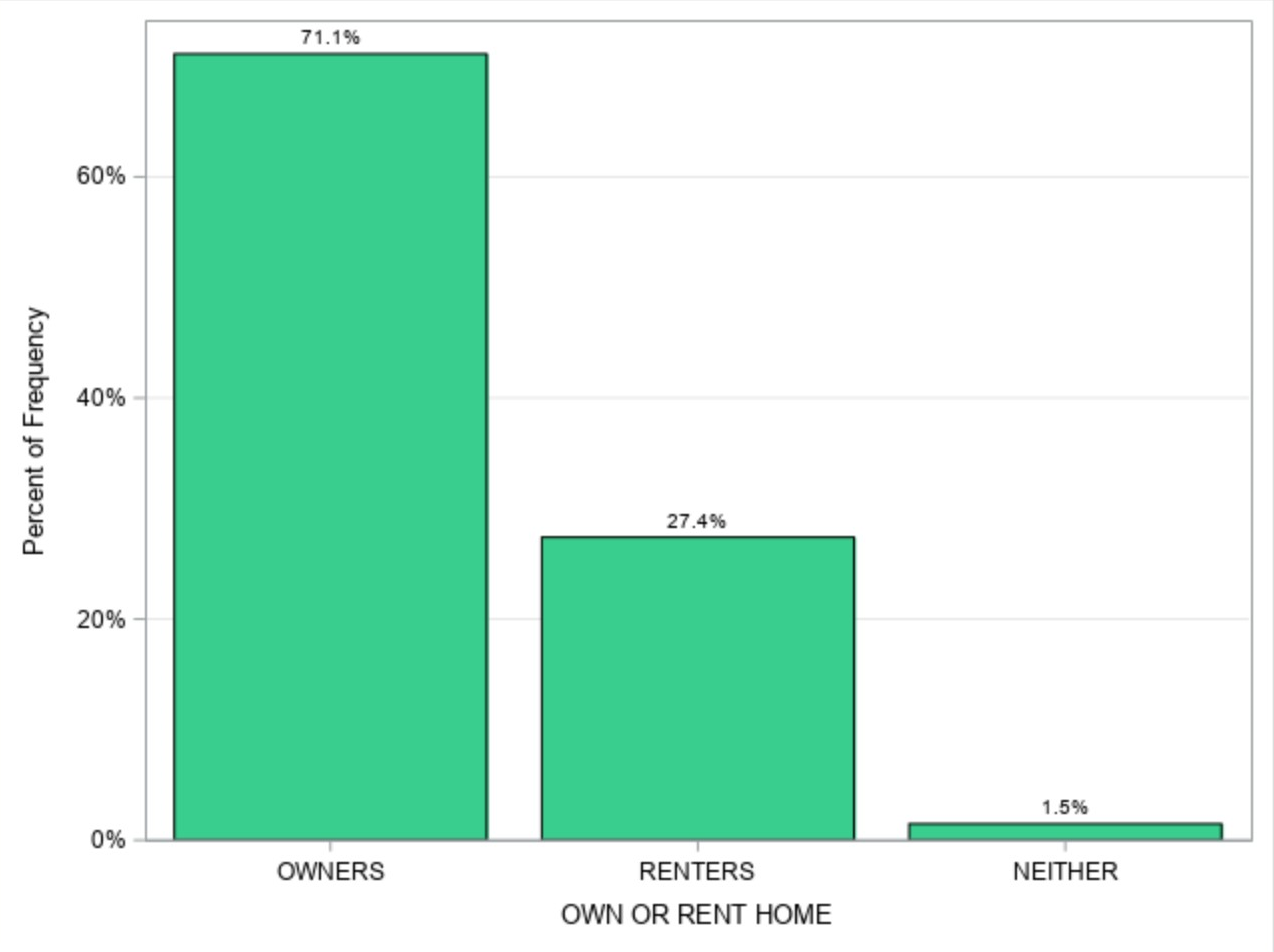 71.1%
60%
40%
27.4%
20%
1.5%
0%
Percent of Frequency
OWNERS
RENTERS
NEITHER
OWN OR RENT HOME